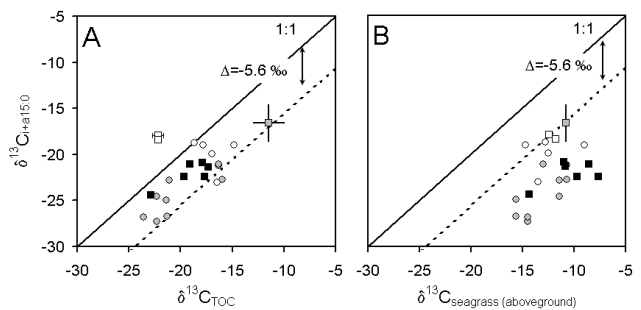 A
1:1
Δ=-5.6 ‰
B
1:1
Δ=-5.6 ‰
δ¹³Ci+a15:0
-5
-10
-15
-20
-25
-30
-30 -25 -20 -15 -10 -5
-30 -25 -20 -15 -10 -5
δ¹³CTOC
δ¹³Cseagrass (aboveground)